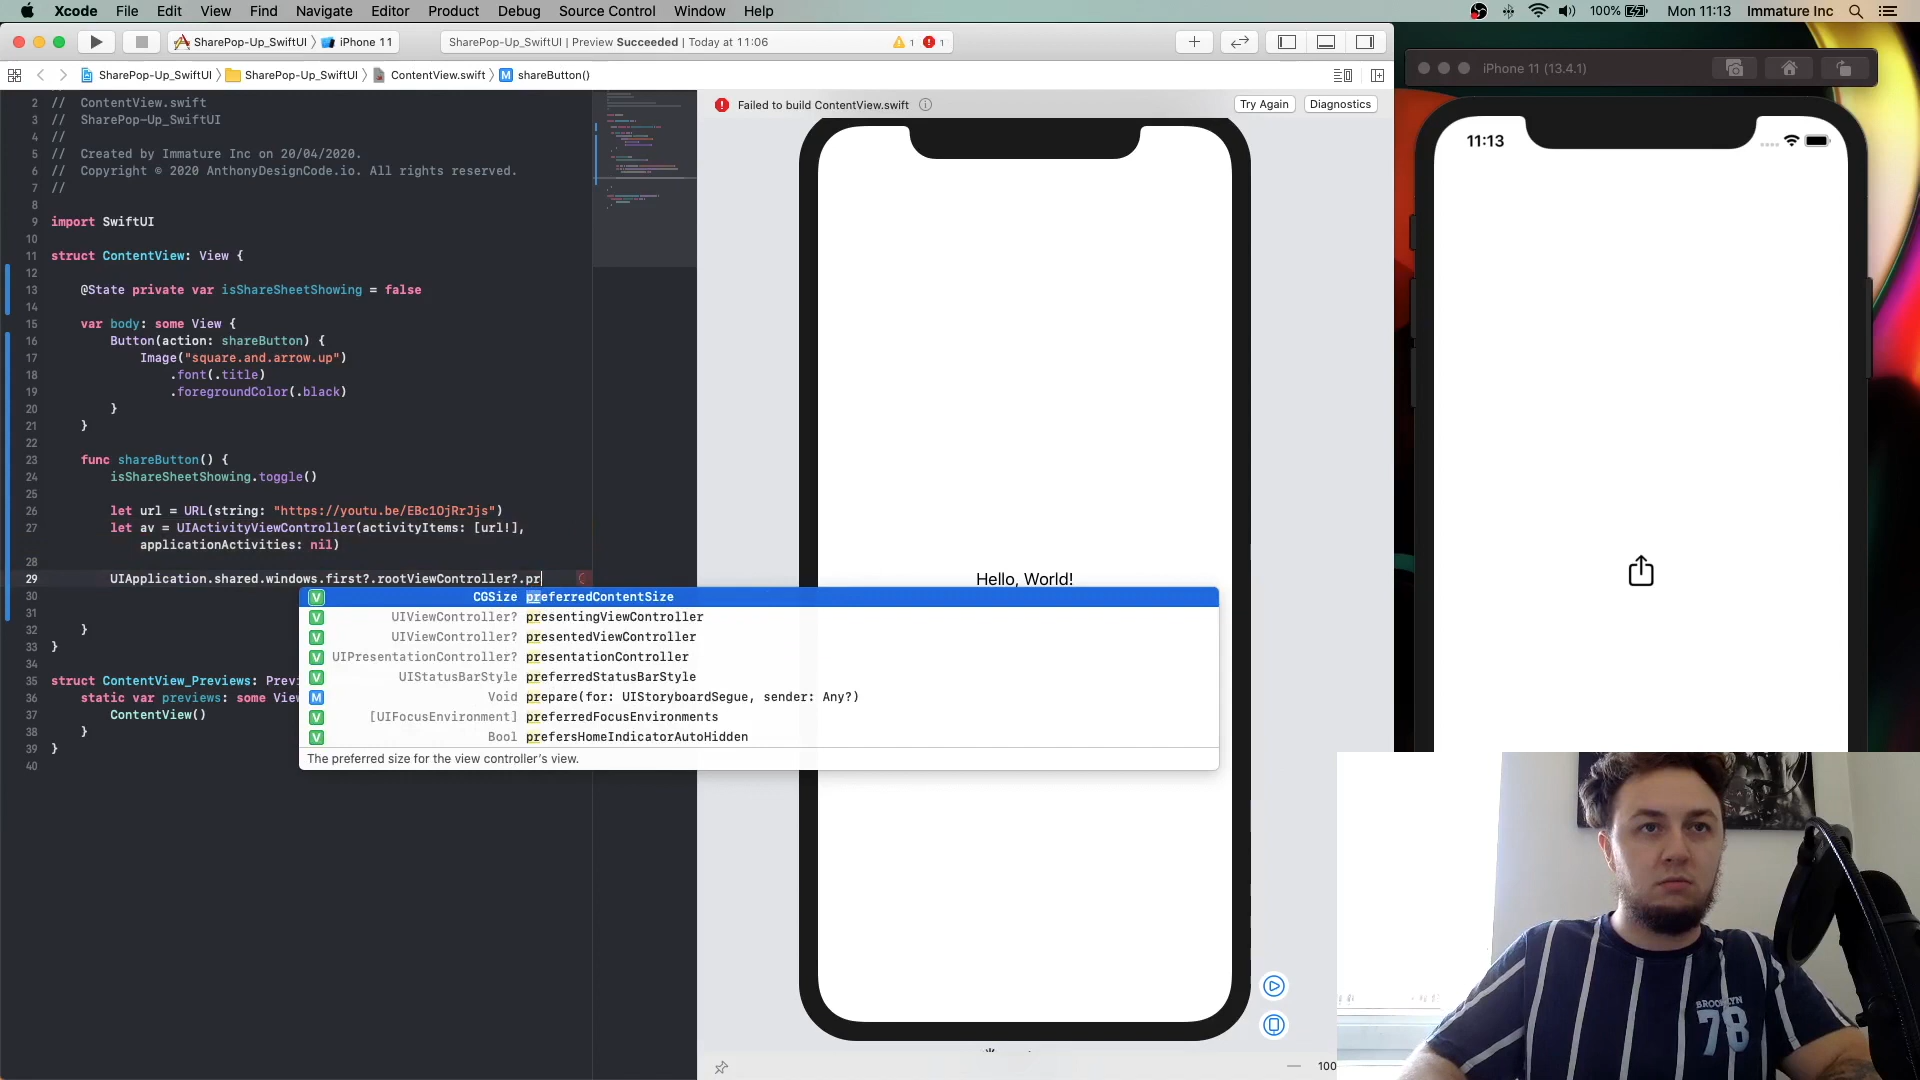 Xcode File Edit View Find Navigate Editor Product Debug Source Control Window Help 100% Mon 11:13 Immature Inc
SharePop-Up_SwiftUI iPhone 11 SharePop-Up_SwiftUI | Preview Succeeded | Today at 11:06 1 1
SharePop-Up_SwiftUI SharePop-Up_SwiftUI ContentView.swift M shareButton()
iPhone 11 (13.4.1)
Failed to build ContentView.swift Try Again Diagnostics
2 // ContentView.swift
3 // SharePop-Up_SwiftUI
4 //
5 // Created by Immature Inc on 20/04/2020.
6 // Copyright © 2020 AnthonyDesignCode.io. All rights reserved.
7 //
8
9 import SwiftUI
10
11 struct ContentView: View {
12
13 @State private var isShareSheetShowing = false
14
15 var body: some View {
16 Button(action: shareButton) {
17 Image("square.and.arrow.up")
18 .font(.title)
19 .foregroundColor(.black)
20 }
21 }
22
23 func shareButton() {
24 isShareSheetShowing.toggle()
25
26 let url = URL(string: "https://youtu.be/EBc1OjRrJjs")
27 let av = UIActivityViewController(activityItems: [url!],
applicationActivities: nil)
28
29 UIApplication.shared.windows.first?.rootViewController?.pr
30
31
32 }
33 }
34
35 struct ContentView_Previews: Previ
36 static var previews: some View
37 ContentView()
38 }
39 }
40
V CGSize preferredContentSize
V UIViewController? presentingViewController
V UIViewController? presentedViewController
V UIPresentationController? presentationController
V UIStatusBarStyle preferredStatusBarStyle
M Void prepare(for: UIStoryboardSegue, sender: Any?)
V [UIFocusEnvironment] preferredFocusEnvironments
V Bool prefersHomeIndicatorAutoHidden
The preferred size for the view controller's view.
Hello, World!
100
11:13
BROOKLYN
78